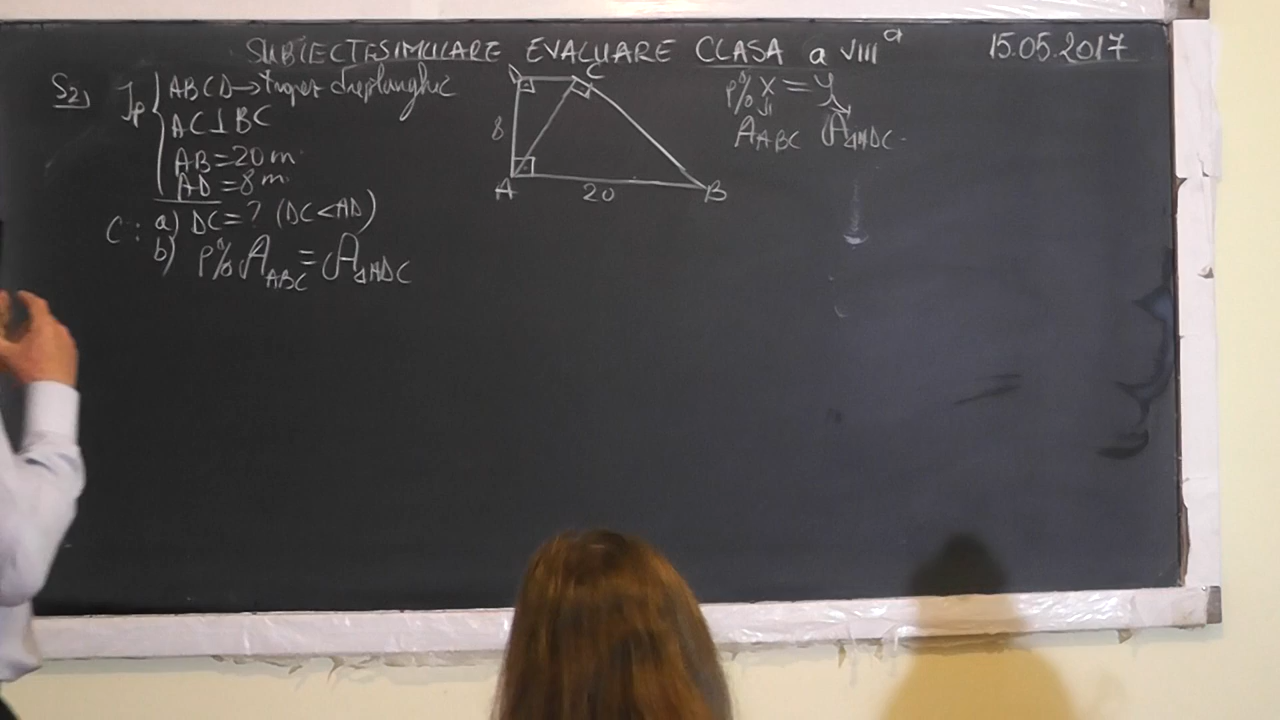 SUBIECTE SIMULARE EVALUARE CLASA a VIIIa 15.05.2017
S2, Ip { ABCD → trapez dreptunghic
AC⊥BC
AB=20 m
AD=8 m
C: a) DC=? (DC<AD)
b) p% A ABC = A ΔADC
D C
8
A 20 B
p% X = Y
A ABC A ΔADC